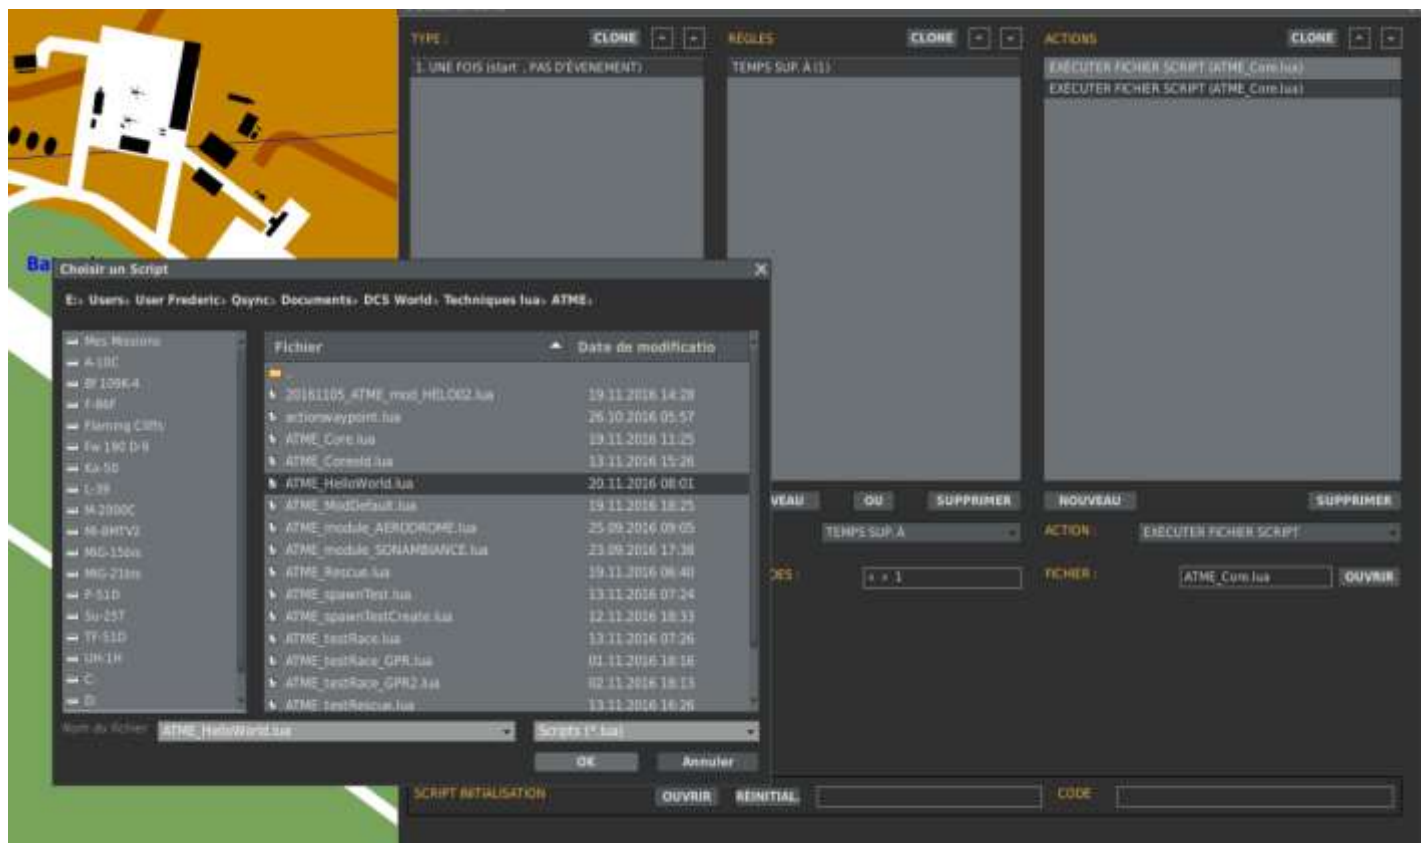 TYPE : CLONE
RÈGLES CLONE
ACTIONS CLONE
1. UNE FOIS (start , PAS D'ÉVENEMENT)
TEMPS SUP. À (1)
EXÉCUTER FICHIER SCRIPT (ATME_Core.lua)
EXÉCUTER FICHIER SCRIPT (ATME_Core.lua)
Ba
Choisir un Script
E:› Users› User Frederic› Qsync› Documents› DCS World› Techniques lua› ATME›
Mes Missions
A-10C
Bf 109K-4
F-86F
Flaming Cliffs
Fw 190 D-9
Ka-50
L-39
M-2000C
Mi-8MTV2
MiG-15bis
MiG-21bis
P-51D
Su-25T
TF-51D
UH-1H
C:
D:
Fichier Date de modificatio
..
20161105_ATME_mod_HELO02.lua 19.11.2016 14:28
actionwaypoint.lua 26.10.2016 05:57
ATME_Core.lua 19.11.2016 11:25
ATME_Coreold.lua 13.11.2016 15:26
ATME_HelloWorld.lua 20.11.2016 08:01
ATME_ModDefault.lua 19.11.2016 18:25
ATME_module_AERODROME.lua 25.09.2016 09:05
ATME_module_SONAMBIANCE.lua 23.09.2016 17:38
ATME_Rescue.lua 19.11.2016 06:40
ATME_spawnTest.lua 13.11.2016 07:24
ATME_spawnTestCreate.lua 12.11.2016 18:33
ATME_testRace.lua 13.11.2016 07:26
ATME_testRace_GPR.lua 01.11.2016 18:16
ATME_testRace_GPR2.lua 02.11.2016 18:13
ATME_testRescue.lua 13.11.2016 16:26
Nom du fichier ATME_HelloWorld.lua Scripts (*.lua)
OK Annuler
VEAU OU SUPPRIMER
NOUVEAU SUPPRIMER
TEMPS SUP. À
ACTION : EXÉCUTER FICHIER SCRIPT
DES : < > 1
FICHIER : ATME_Core.lua OUVRIR
SCRIPT INITIALISATION OUVRIR RÉINITIAL. CODE